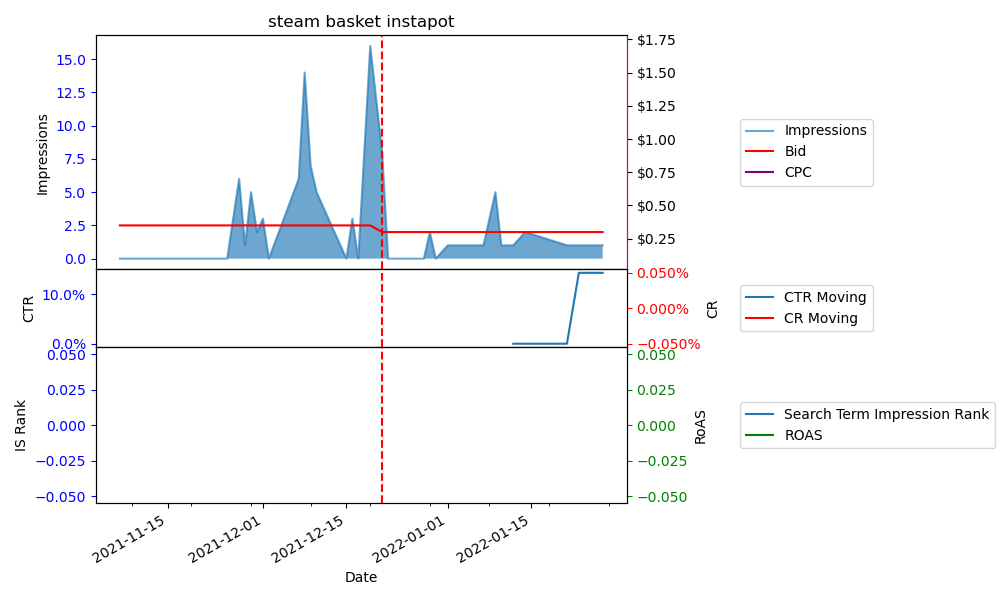 steam basket instapot
15.0
12.5
10.0
7.5
5.0
2.5
0.0
Impressions
$1.75
$1.50
$1.25
$1.00
$0.75
$0.50
$0.25
Impressions
Bid
CPC
10.0%
0.0%
CTR
0.050%
0.000%
−0.050%
CR
CTR Moving
CR Moving
0.050
0.025
0.000
−0.025
−0.050
IS Rank
0.050
0.025
0.000
−0.025
−0.050
RoAS
Search Term Impression Rank
ROAS
2021-11-15
2021-12-01
2021-12-15
2022-01-01
2022-01-15
Date